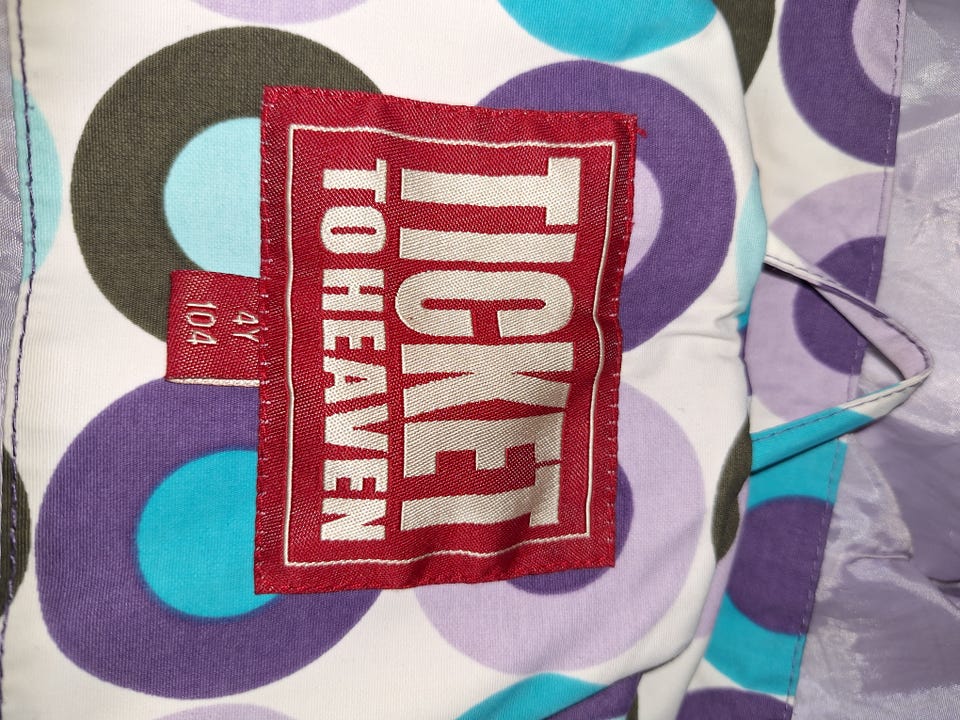 TICKET
TO HEAVEN
4Y
104